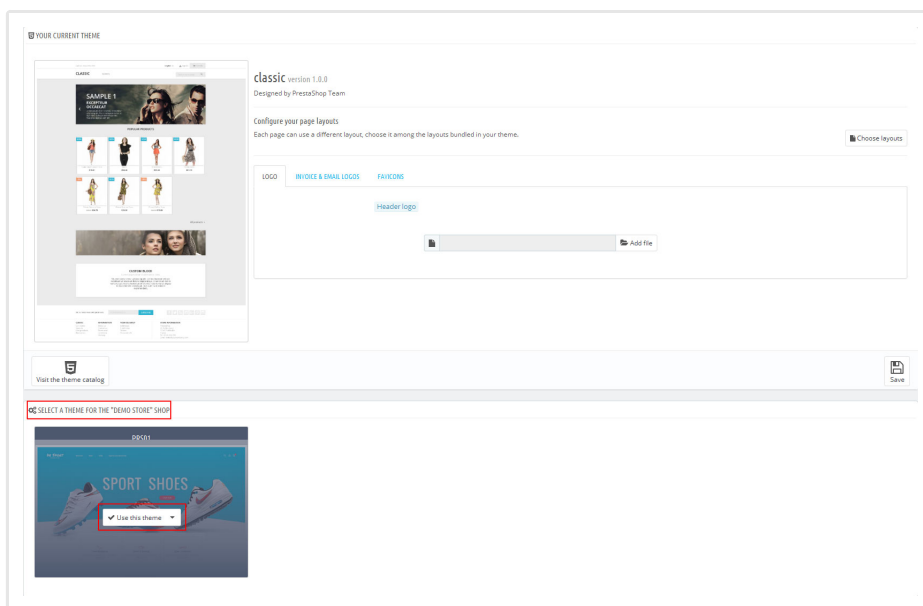 YOUR CURRENT THEME
CLASSIC
SAMPLE 1
EXCEPTEUR
OCCAECAT
POPULAR PRODUCTS
CUSTOM BLOCK
classic version 1.0.0
Designed by PrestaShop Team
Configure your page layouts
Each page can use a different layout, choose it among the layouts bundled in your theme.
Choose layouts
LOGO INVOICE & EMAIL LOGOS FAVICONS
Header logo
Add file
Visit the theme catalog
Save
SELECT A THEME FOR THE "DEMO STORE" SHOP
PRS01
SPORT SHOES
Use this theme